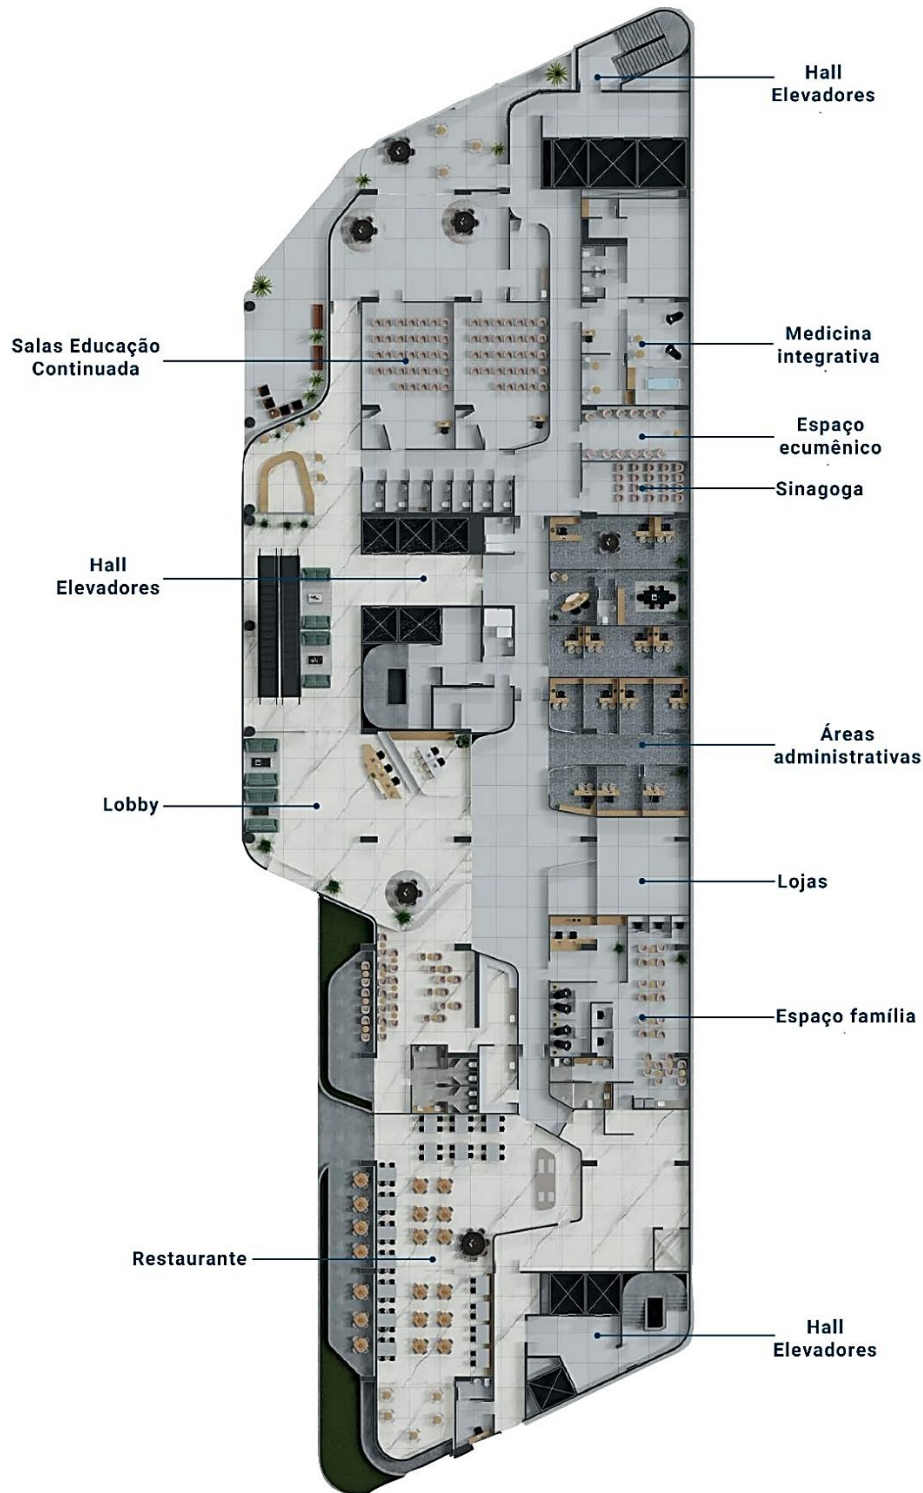 Hall
Elevadores
Salas Educação
Continuada
Medicina
integrativa
Espaço
ecumênico
Sinagoga
Hall
Elevadores
Áreas
administrativas
Lobby
Lojas
Espaço família
Restaurante
Hall
Elevadores